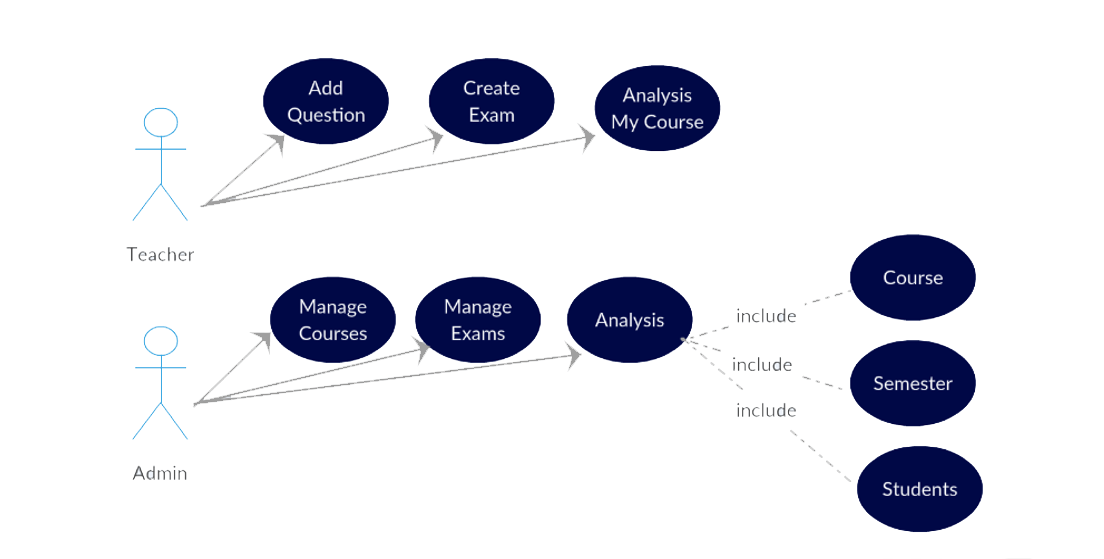 Add
Question
Create
Exam
Analysis
My Course
Teacher
Manage
Courses
Manage
Exams
Analysis
include
include
include
Course
Semester
Students
Admin